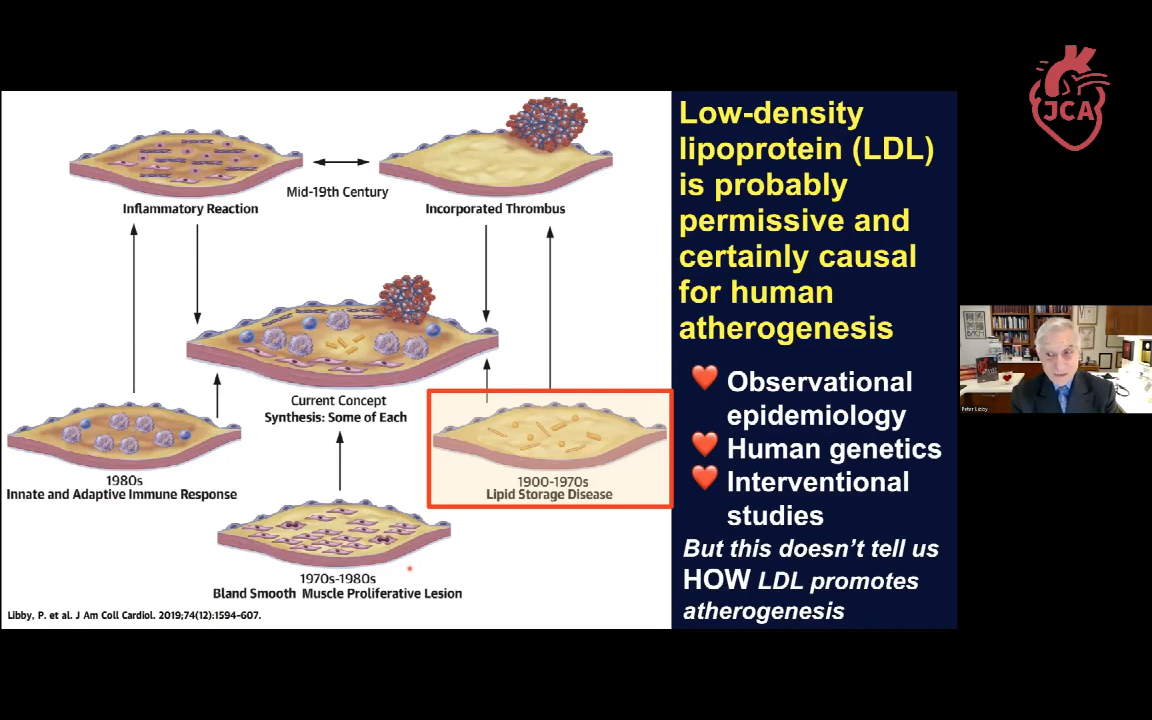 JCA
Mid-19th Century
Inflammatory Reaction
Incorporated Thrombus
Current Concept
Synthesis: Some of Each
1980s
Innate and Adaptive Immune Response
1900-1970s
Lipid Storage Disease
1970s-1980s
Bland Smooth Muscle Proliferative Lesion
Libby, P. et al. J Am Coll Cardiol. 2019;74(12):1594-607.
Low-density
lipoprotein (LDL)
is probably
permissive and
certainly causal
for human
atherogenesis
Observational
epidemiology
Human genetics
Interventional
studies
But this doesn’t tell us
HOW LDL promotes
atherogenesis
Peter Libby